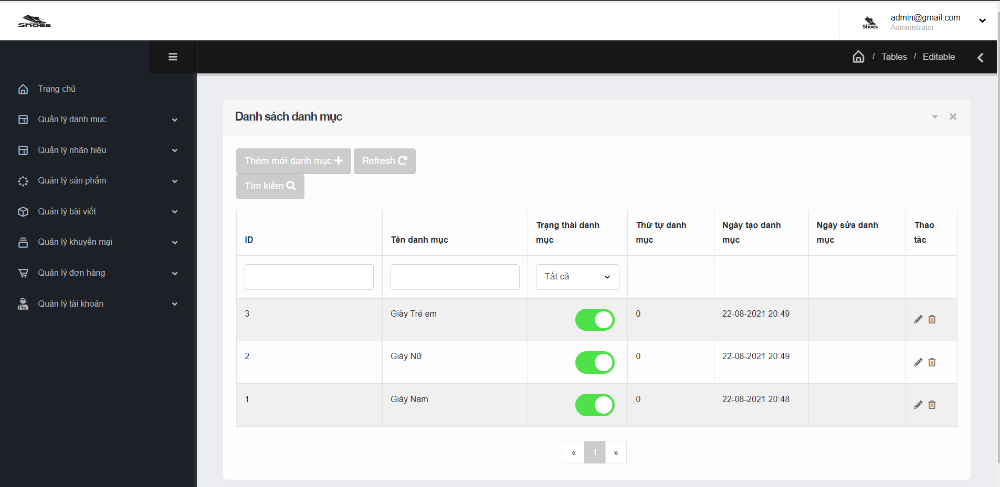 Shoes
Shoes
admin@gmail.com
Administrator
/ Tables / Editable
Trang chủ
Quản lý danh mục
Quản lý nhãn hiệu
Quản lý sản phẩm
Quản lý bài viết
Quản lý khuyến mại
Quản lý đơn hàng
Quản lý tài khoản
Danh sách danh mục
Thêm mới danh mục
Refresh
Tìm kiếm
ID
Tên danh mục
Trạng thái danh
mục
Thứ tự danh
mục
Ngày tạo danh
mục
Ngày sửa danh
mục
Thao
tác
Tất cả
3 Giày Trẻ em 0 22-08-2021 20:49
2 Giày Nữ 0 22-08-2021 20:49
1 Giày Nam 0 22-08-2021 20:48
« 1 »